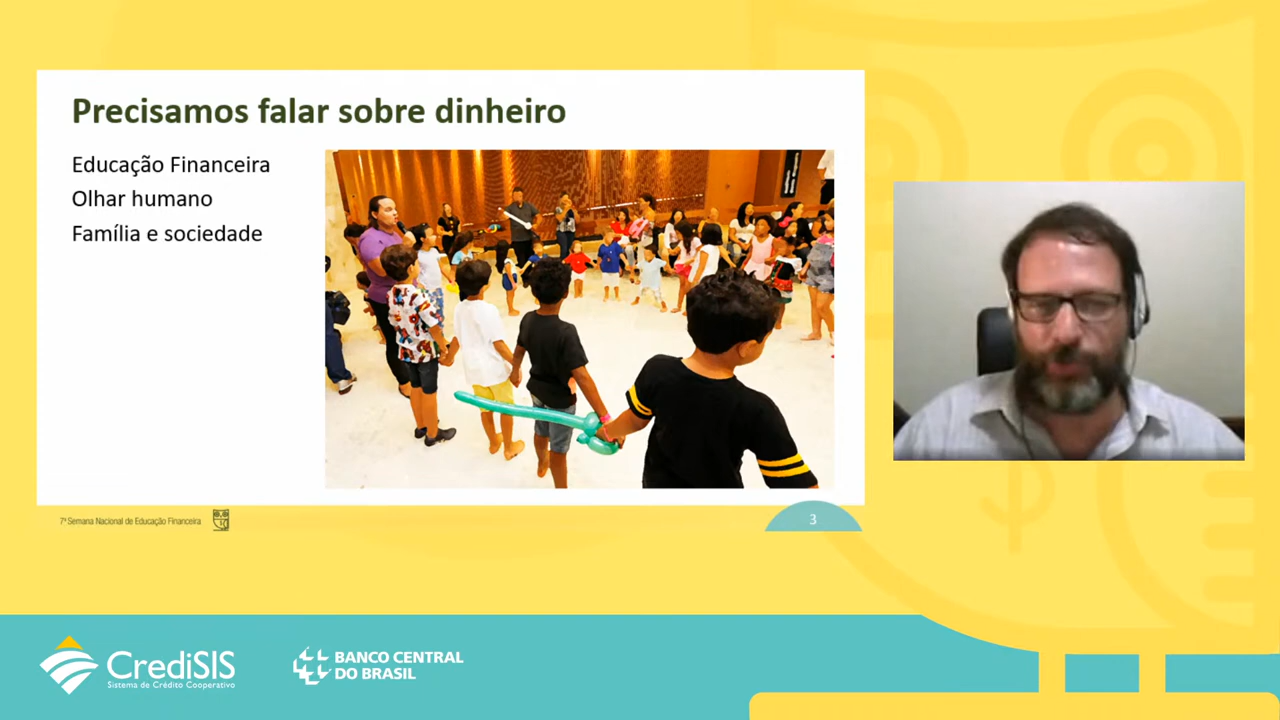 Precisamos falar sobre dinheiro
Educação Financeira
Olhar humano
Família e sociedade
7ª Semana Nacional de Educação Financeira
3
CrediSIS
Sistema de Crédito Cooperativo
BANCO CENTRAL
DO BRASIL